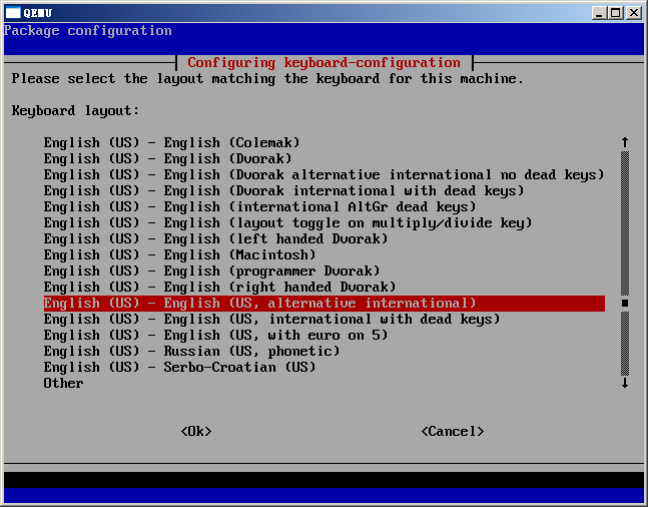 QEMU
Package configuration
Configuring keyboard-configuration
Please select the layout matching the keyboard for this machine.
Keyboard layout:
English (US) - English (Colemak)
English (US) - English (Dvorak)
English (US) - English (Dvorak alternative international no dead keys)
English (US) - English (Dvorak international with dead keys)
English (US) - English (international AltGr dead keys)
English (US) - English (layout toggle on multiply/divide key)
English (US) - English (left handed Dvorak)
English (US) - English (Macintosh)
English (US) - English (programmer Dvorak)
English (US) - English (right handed Dvorak)
English (US) - English (US, alternative international)
English (US) - English (US, international with dead keys)
English (US) - English (US, with euro on 5)
English (US) - Russian (US, phonetic)
English (US) - Serbo-Croatian (US)
Other
<Ok> <Cancel>